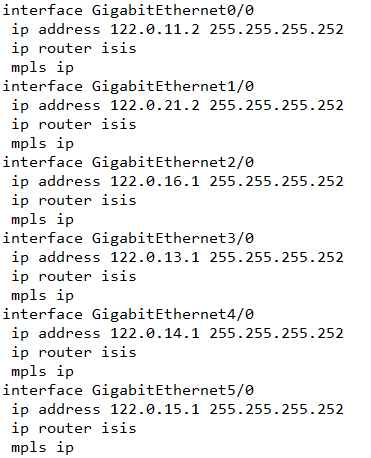 interface GigabitEthernet0/0
 ip address 122.0.11.2 255.255.255.252
 ip router isis
 mpls ip
interface GigabitEthernet1/0
 ip address 122.0.21.2 255.255.255.252
 ip router isis
 mpls ip
interface GigabitEthernet2/0
 ip address 122.0.16.1 255.255.255.252
 ip router isis
 mpls ip
interface GigabitEthernet3/0
 ip address 122.0.13.1 255.255.255.252
 ip router isis
 mpls ip
interface GigabitEthernet4/0
 ip address 122.0.14.1 255.255.255.252
 ip router isis
 mpls ip
interface GigabitEthernet5/0
 ip address 122.0.15.1 255.255.255.252
 ip router isis
 mpls ip